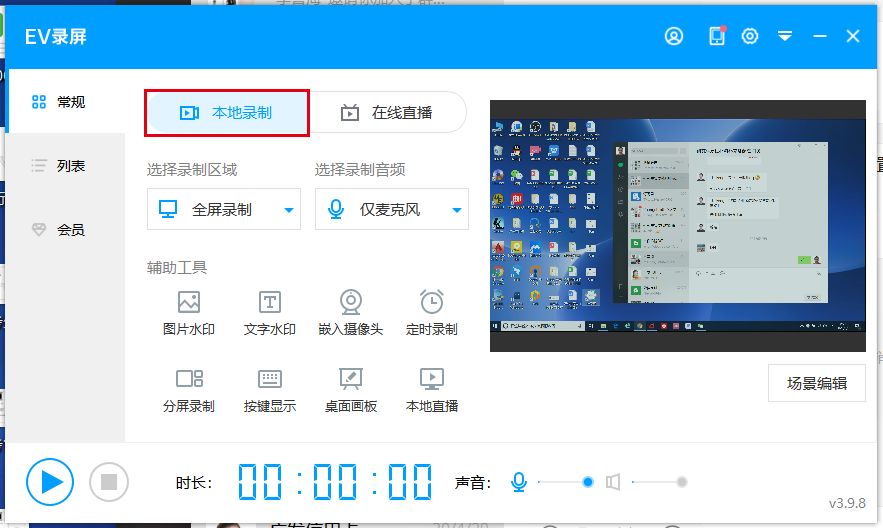 EV录屏
常规
本地录制
在线直播
列表
选择录制区域
选择录制音频
全屏录制
仅麦克风
会员
辅助工具
图片水印
文字水印
嵌入摄像头
定时录制
分屏录制
按键显示
桌面画板
本地直播
场景编辑
时长：
00:00:00
声音：
v3.9.8